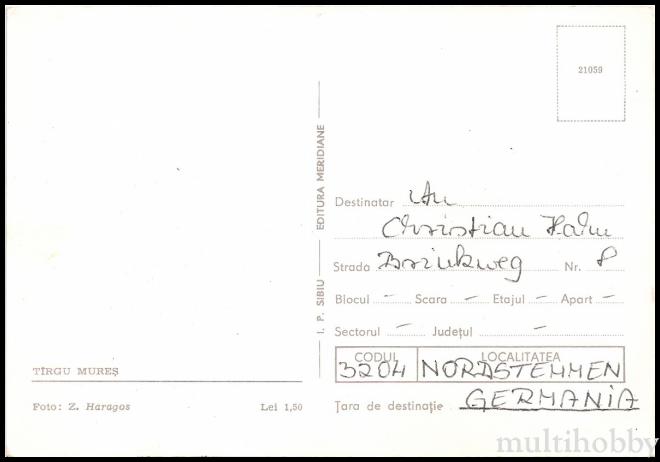 21059
EDITURA MERIDIANE
I. P. SIBIU
Destinatar An
Christian Halm
Strada Brinkweg Nr. 8
Blocul – Scara – Etajul – Apart –
Sectorul – Județul –
CODUL LOCALITATEA
3204 NORDSTEMMEN
Țara de destinație GERMANIA
TÎRGU MUREȘ
Foto: Z. Haragos Lei 1,50
multihobby